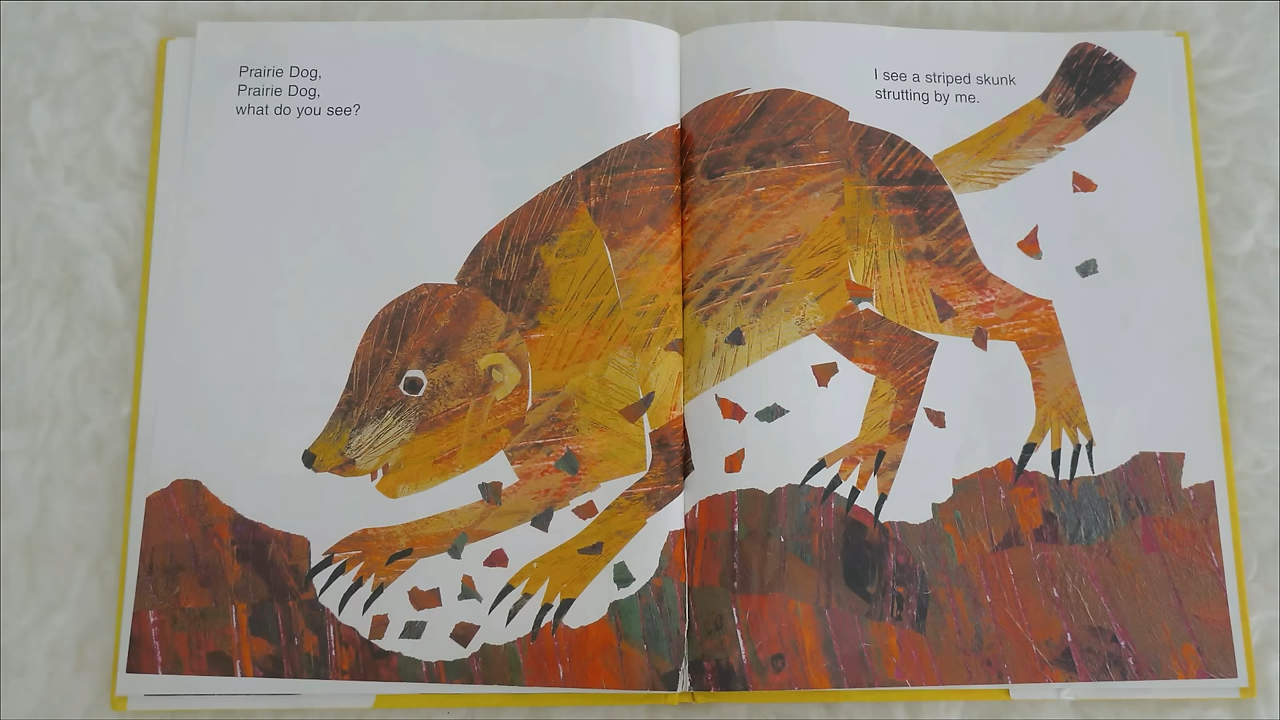 Prairie Dog,
Prairie Dog,
what do you see?
I see a striped skunk
strutting by me.